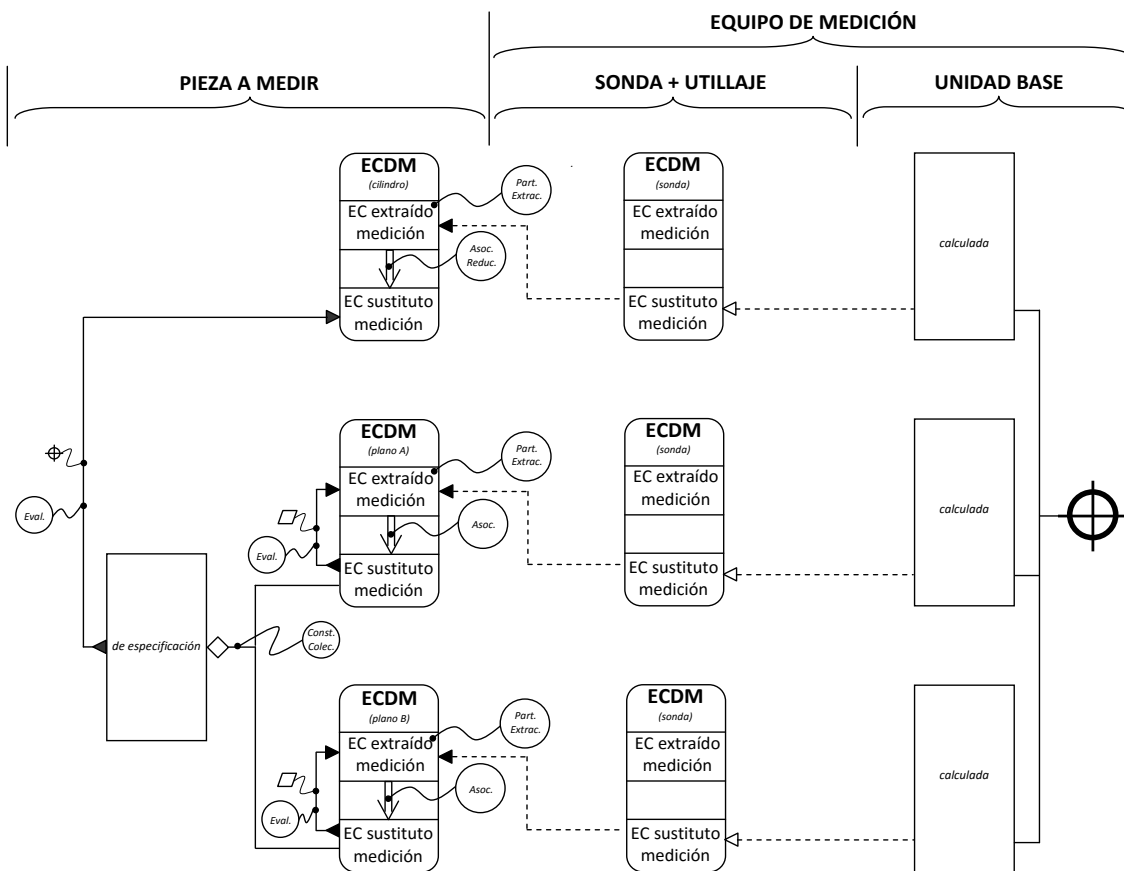 EQUIPO DE MEDICIÓN
PIEZA A MEDIR
SONDA + UTILLAJE
UNIDAD BASE
ECDM
(cilindro)
EC extraído
medición
EC sustituto
medición
Part.
Extrac.
Asoc.
Reduc.
ECDM
(sonda)
EC extraído
medición
EC sustituto
medición
calculada
Eval.
ECDM
(plano A)
EC extraído
medición
EC sustituto
medición
Part.
Extrac.
Asoc.
Eval.
ECDM
(sonda)
EC extraído
medición
EC sustituto
medición
calculada
de especificación
Const.
Colec.
ECDM
(plano B)
EC extraído
medición
EC sustituto
medición
Part.
Extrac.
Asoc.
Eval.
ECDM
(sonda)
EC extraído
medición
EC sustituto
medición
calculada